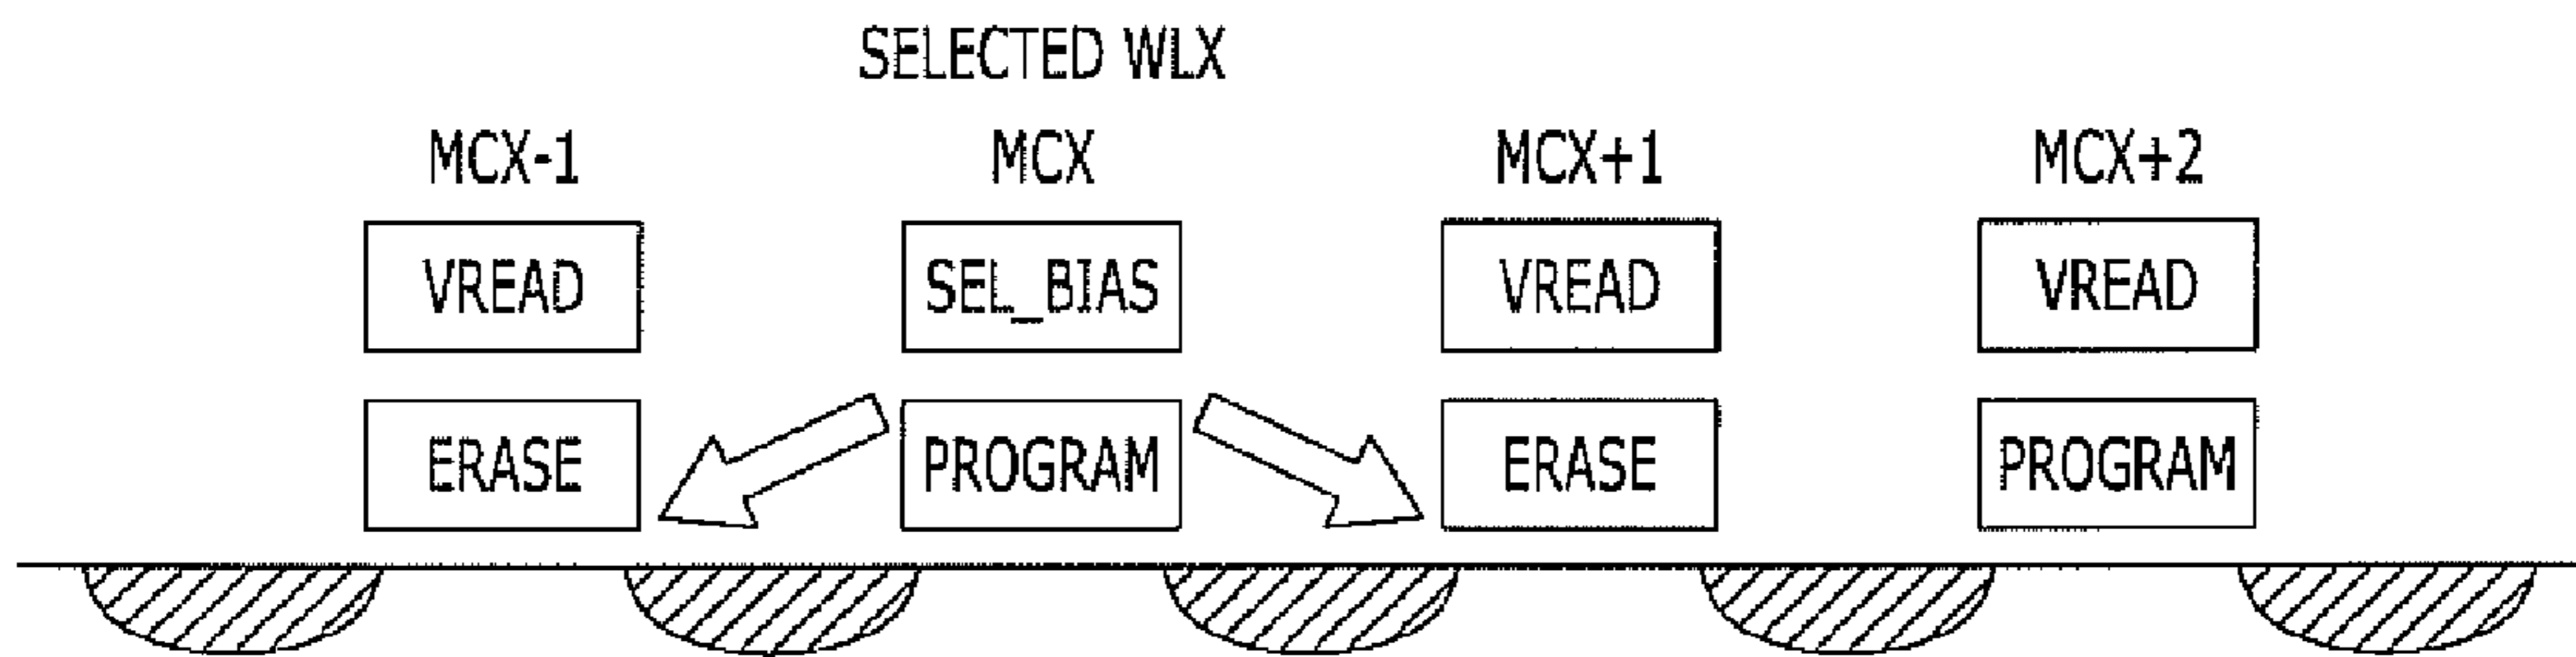 SELECTED WLX
MCX-1 MCX MCX+1 MCX+2
VREAD SEL_BIAS VREAD VREAD
ERASE PROGRAM ERASE PROGRAM